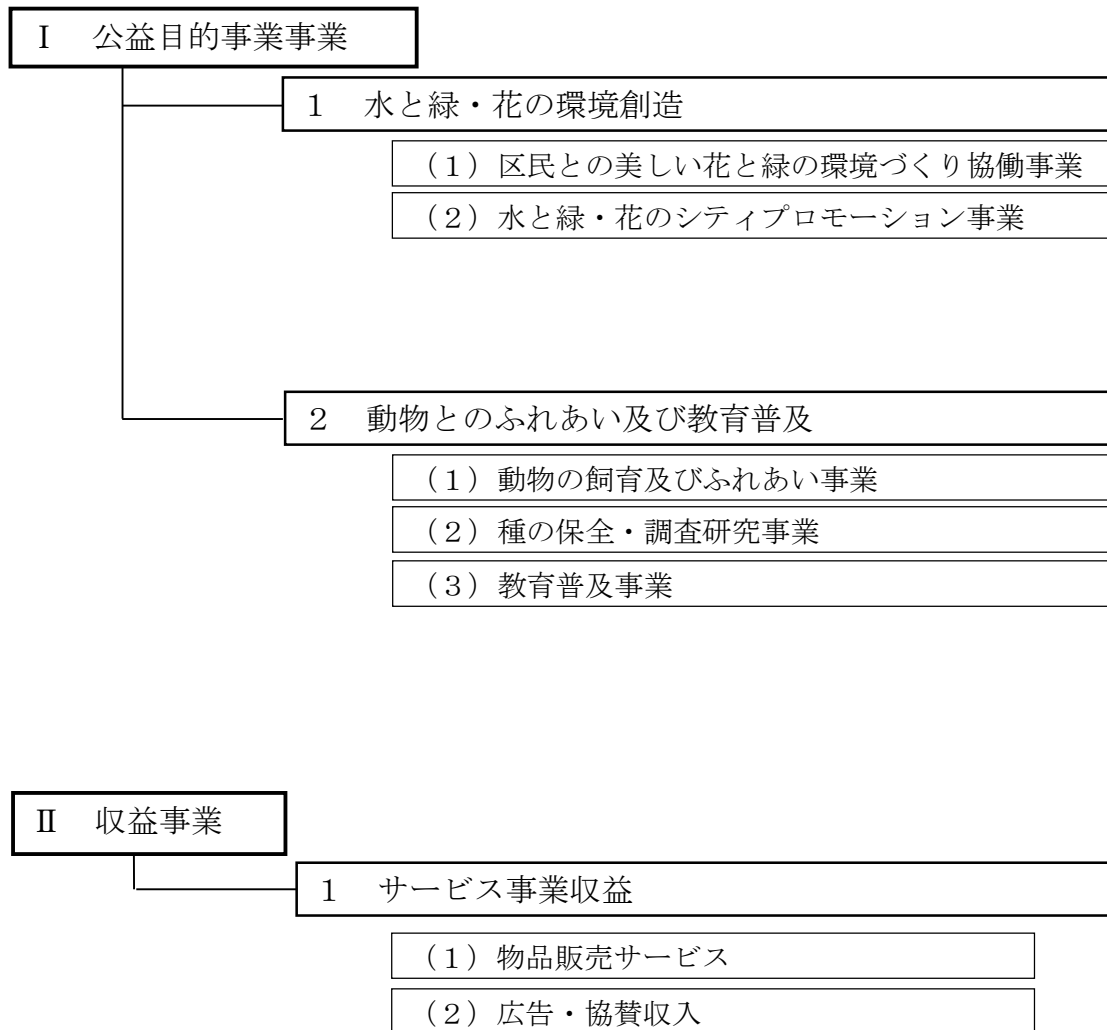 Ⅰ　公益目的事業事業
１　水と緑・花の環境創造
（１）区民との美しい花と緑の環境づくり協働事業
（２）水と緑・花のシティプロモーション事業
２　動物とのふれあい及び教育普及
（１）動物の飼育及びふれあい事業
（２）種の保全・調査研究事業
（３）教育普及事業
Ⅱ　収益事業
１　サービス事業収益
（１）物品販売サービス
（２）広告・協賛収入